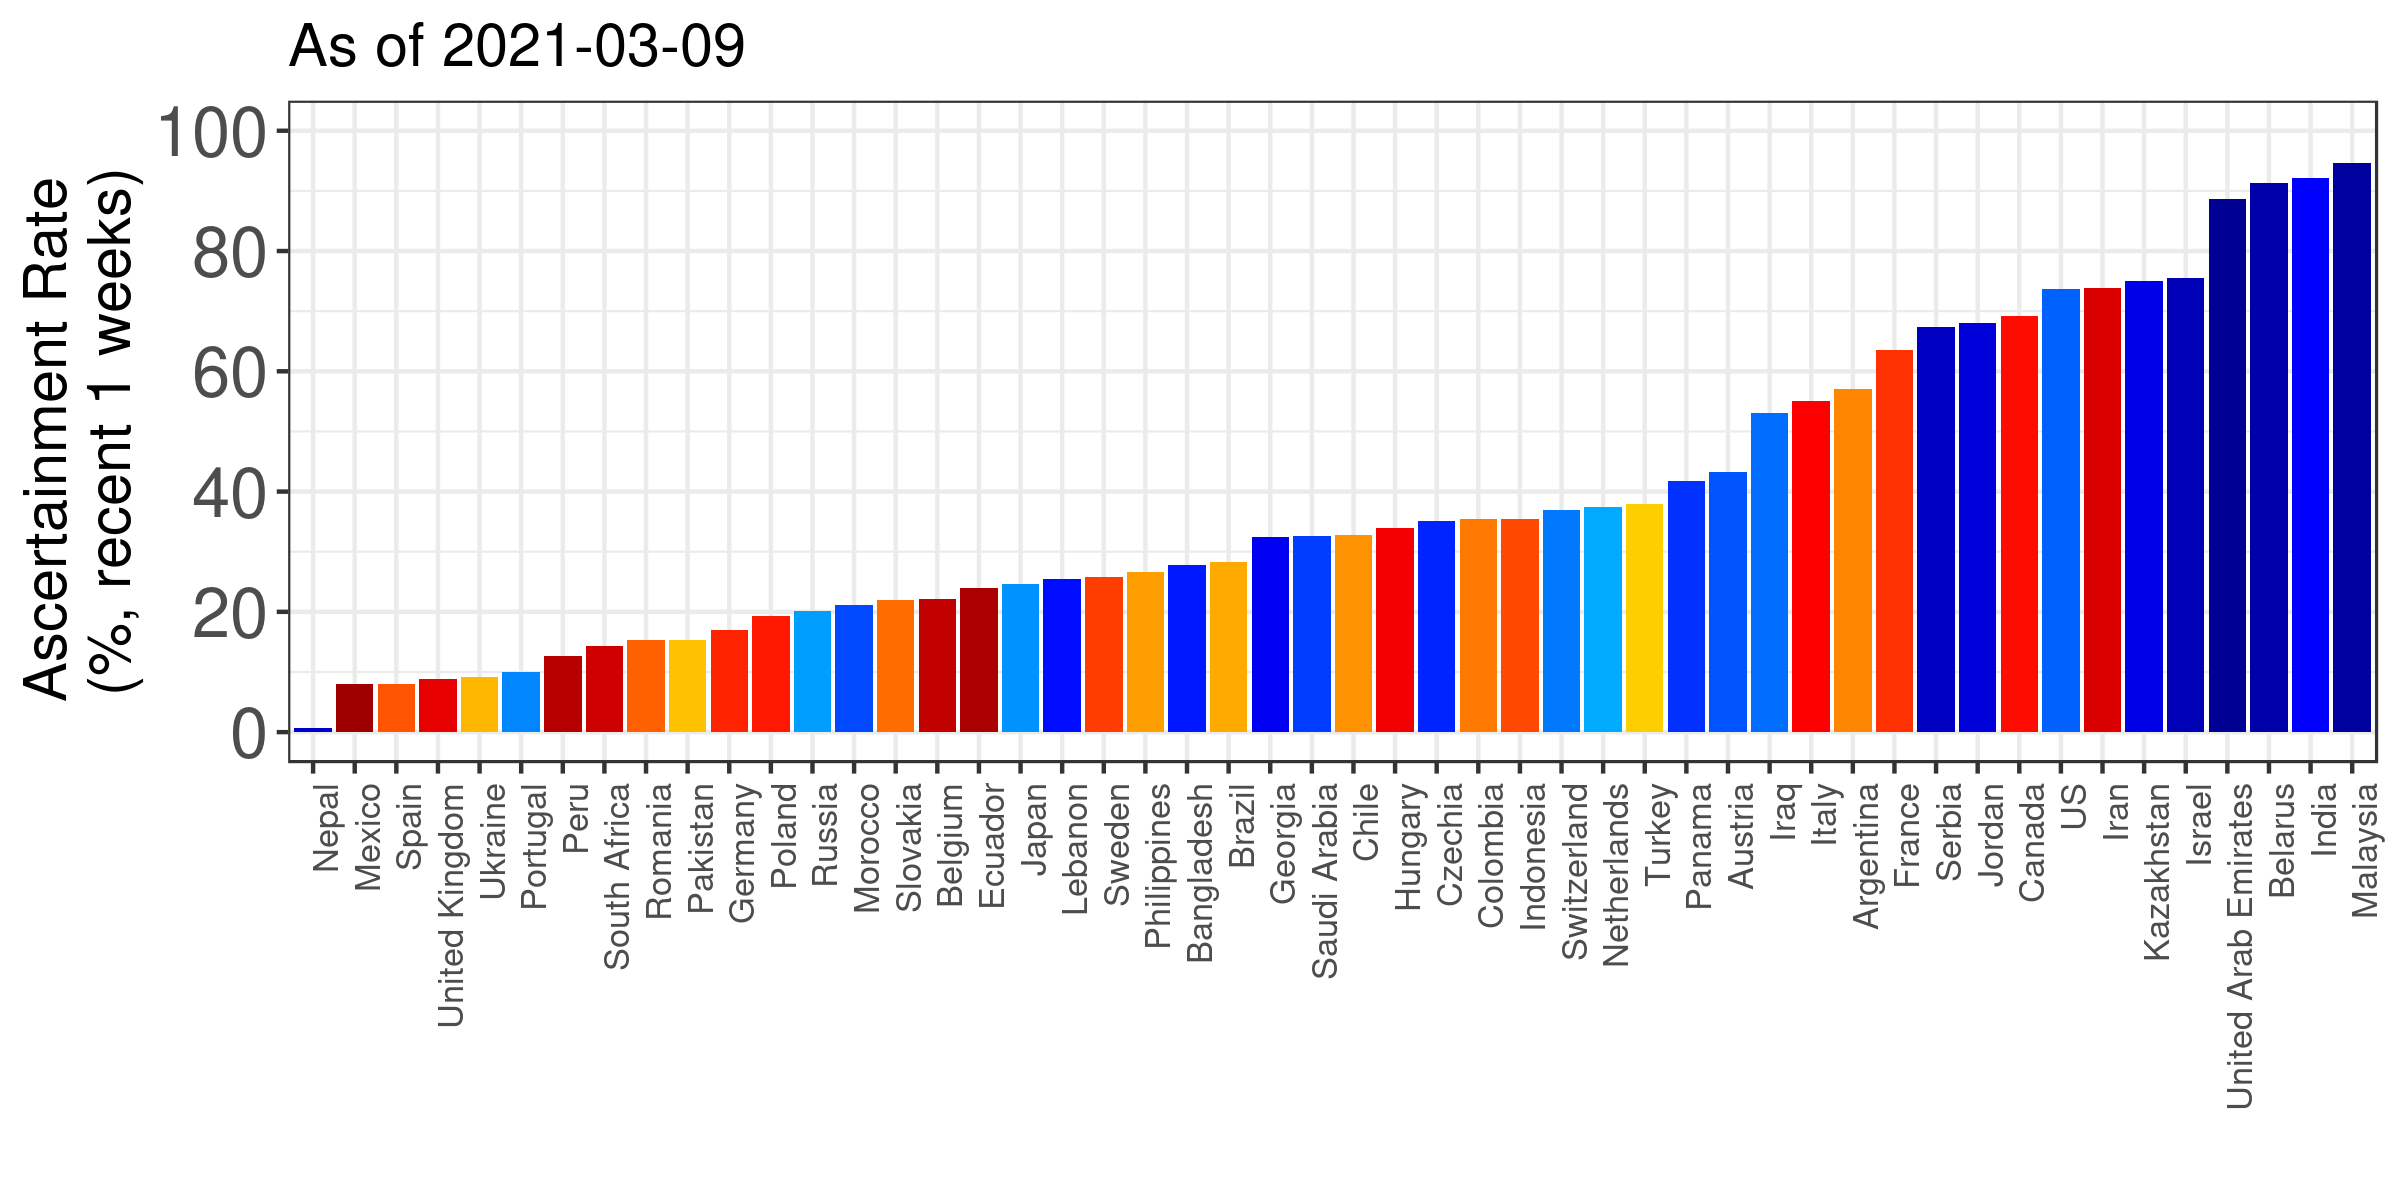 As of 2021-03-09
Ascertainment Rate
(%, recent 1 weeks)
100
80
60
40
20
0
Nepal
Mexico
Spain
United Kingdom
Ukraine
Portugal
Peru
South Africa
Romania
Pakistan
Germany
Poland
Russia
Morocco
Slovakia
Belgium
Ecuador
Japan
Lebanon
Sweden
Philippines
Bangladesh
Brazil
Georgia
Saudi Arabia
Chile
Hungary
Czechia
Colombia
Indonesia
Switzerland
Netherlands
Turkey
Panama
Austria
Iraq
Italy
Argentina
France
Serbia
Jordan
Canada
US
Iran
Kazakhstan
Israel
United Arab Emirates
Belarus
India
Malaysia